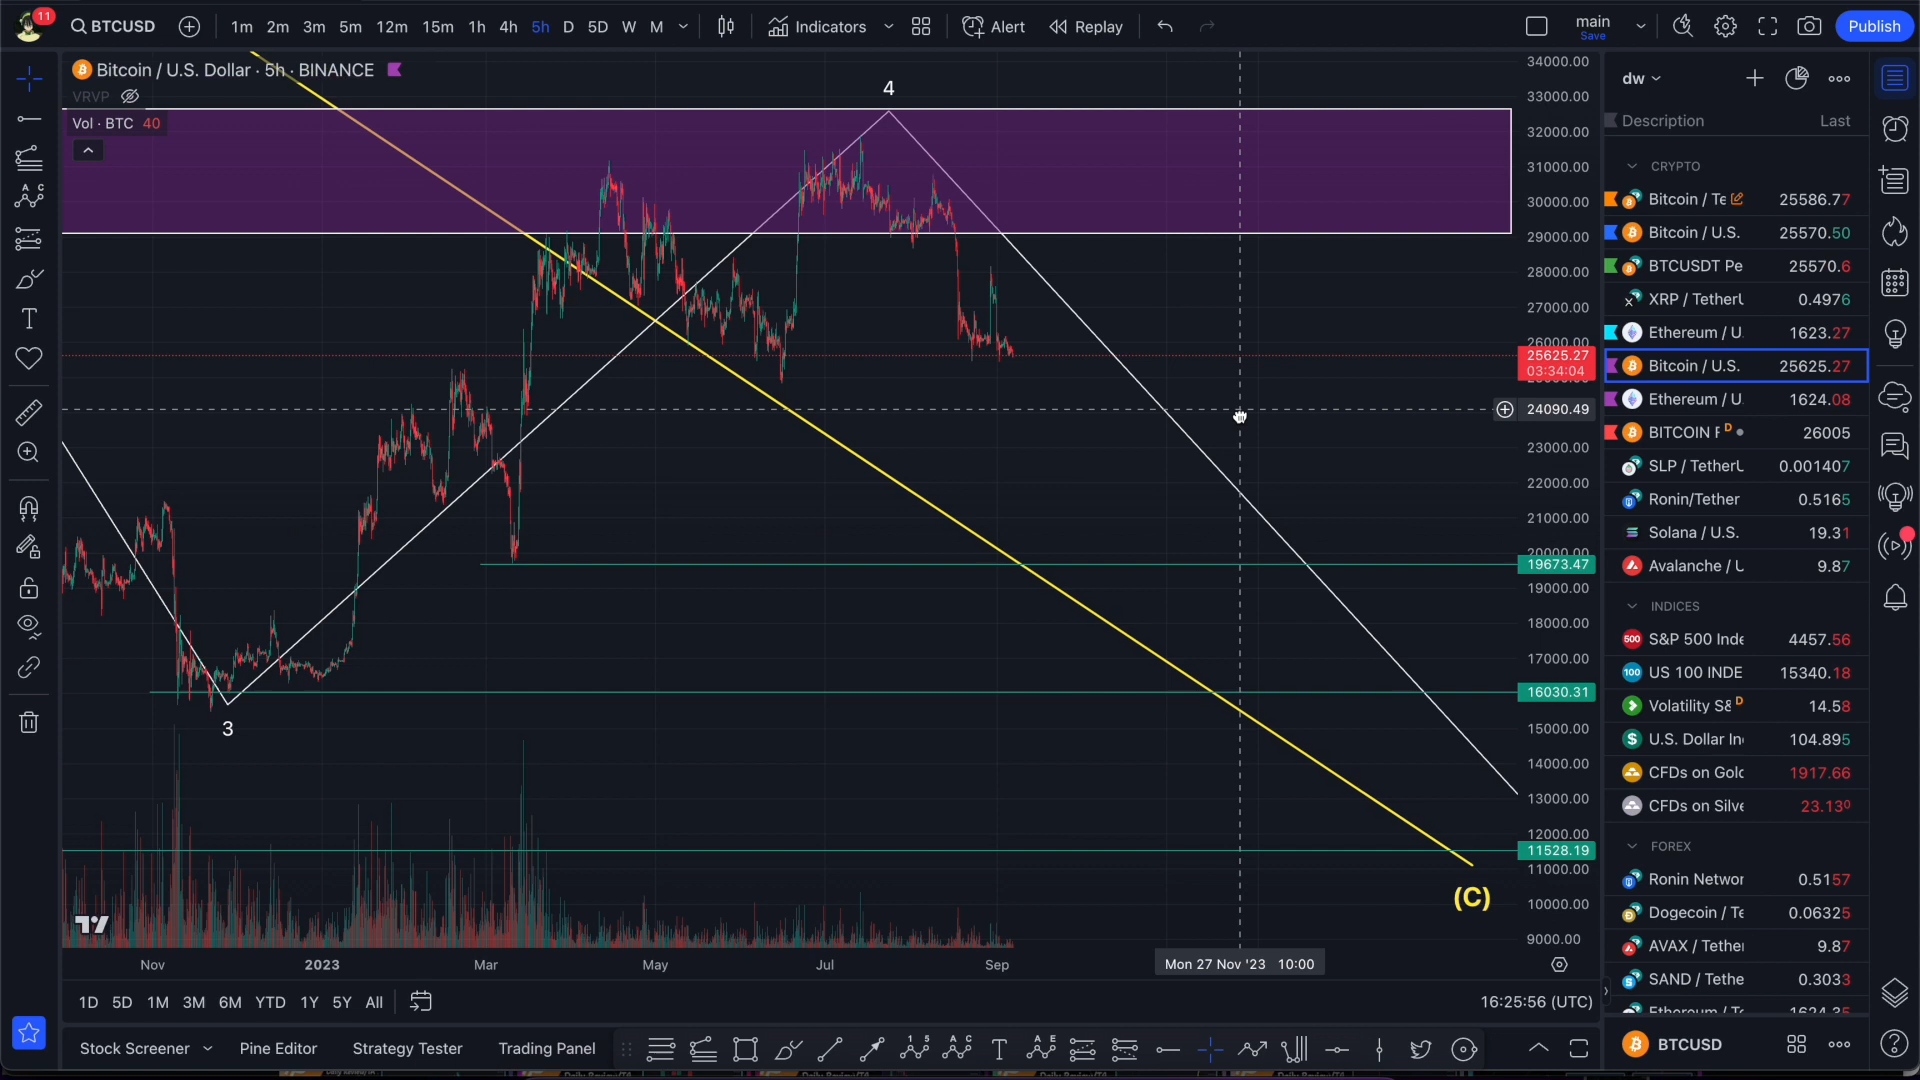 11
BTCUSD
1m 2m 3m 5m 12m 15m 1h 4h 5h D 5D W M
Indicators
Alert
Replay
main
Save
Publish
Bitcoin / U.S. Dollar · 5h · BINANCE
VRVP
Vol · BTC 40
4
3
(C)
34000.00
33000.00
32000.00
31000.00
30000.00
29000.00
28000.00
27000.00
26000.00
25625.27
03:34:04
24090.49
23000.00
22000.00
21000.00
20000.00
19673.47
19000.00
18000.00
17000.00
16030.31
15000.00
14000.00
13000.00
12000.00
11528.19
11000.00
10000.00
9000.00
Nov 2023 Mar May Jul Sep
Mon 27 Nov '23 10:00
1D 5D 1M 3M 6M YTD 1Y 5Y All
16:25:56 (UTC)
Stock Screener
Pine Editor
Strategy Tester
Trading Panel
dw
Description Last
CRYPTO
Bitcoin / Te 25586.77
Bitcoin / U.S. 25570.50
BTCUSDT Pe 25570.6
XRP / Tether 0.4976
Ethereum / U 1623.27
Bitcoin / U.S. 25625.27
Ethereum / U 1624.08
BITCOIN F D 26005
SLP / Tether 0.001407
Ronin/Tether 0.5165
Solana / U.S. 19.31
Avalanche / U 9.87
INDICES
S&P 500 Inde 4457.56
US 100 INDE 15340.18
Volatility S& D 14.58
U.S. Dollar In 104.895
CFDs on Gold 1917.66
CFDs on Silve 23.130
FOREX
Ronin Networ 0.5157
Dogecoin / Te 0.06325
AVAX / Tether 9.87
SAND / Tethe 0.3033
BTCUSD